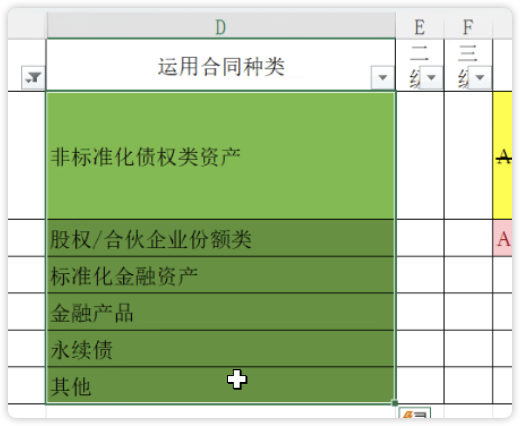 D E F
运用合同种类 二级 三级
非标准化债权类资产 A
股权/合伙企业份额类 A
标准化金融资产
金融产品
永续债
其他